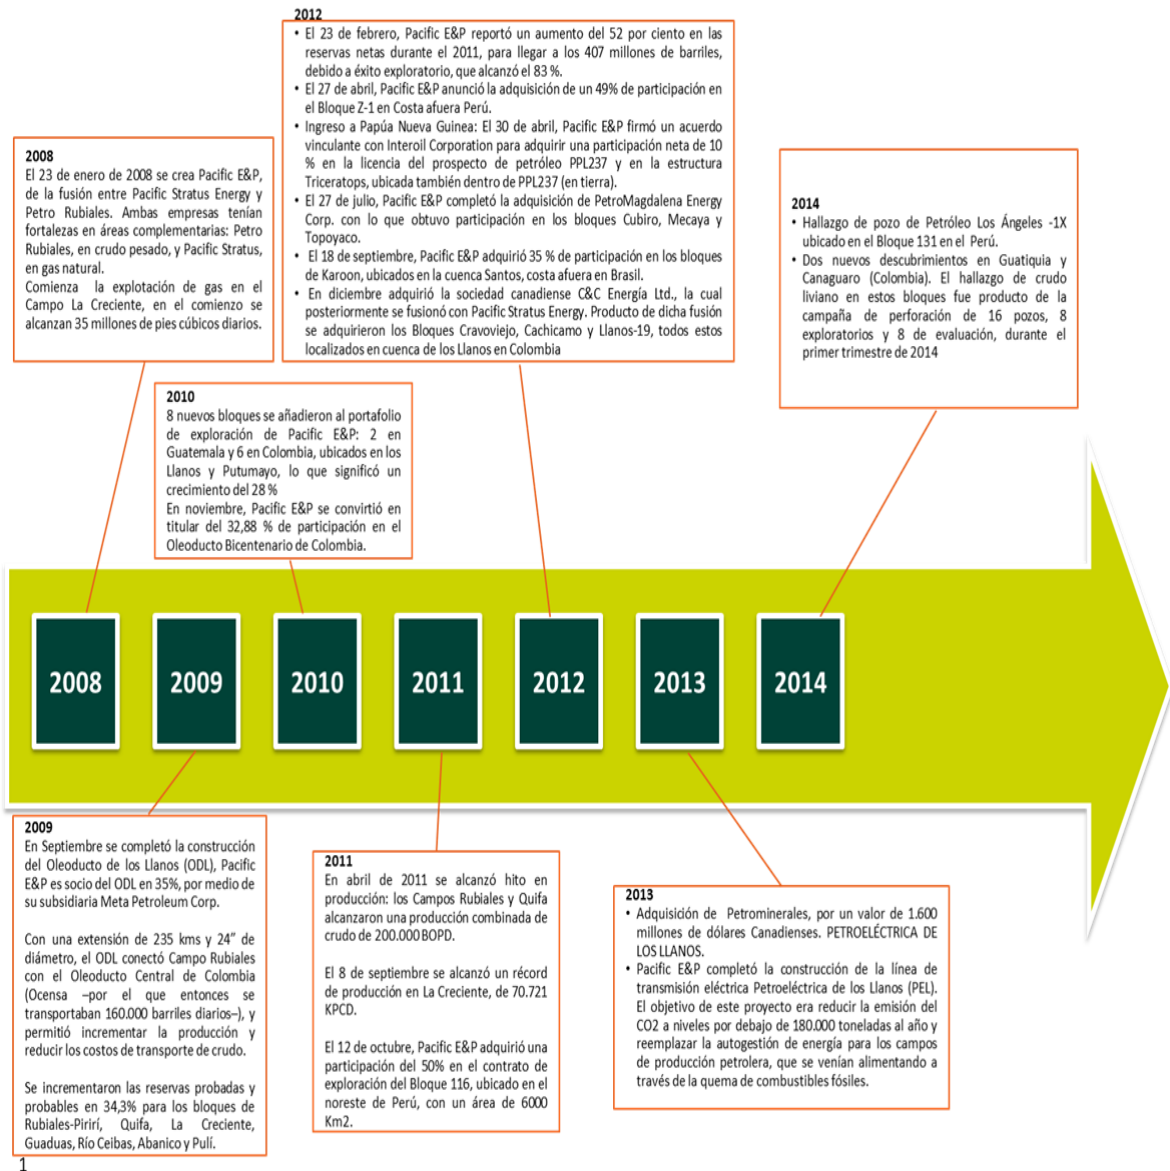 2012
• El 23 de febrero, Pacific E&P reportó un aumento del 52 por ciento en las
reservas netas durante el 2011, para llegar a los 407 millones de barriles,
debido a éxito exploratorio, que alcanzó el 83 %.
• El 27 de abril, Pacific E&P anunció la adquisición de un 49% de participación en
el Bloque Z-1 en Costa afuera Perú.
• Ingreso a Papúa Nueva Guinea: El 30 de abril, Pacific E&P firmó un acuerdo
vinculante con Interoil Corporation para adquirir una participación neta de 10
% en la licencia del prospecto de petróleo PPL237 y en la estructura
Triceratops, ubicada también dentro de PPL237 (en tierra).
• El 27 de julio, Pacific E&P completó la adquisición de PetroMagdalena Energy
Corp. con lo que obtuvo participación en los bloques Cubiro, Mecaya y
Topoyaco.
• El 18 de septiembre, Pacific E&P adquirió 35 % de participación en los bloques
de Karoon, ubicados en la cuenca Santos, costa afuera en Brasil.
• En diciembre adquirió la sociedad canadiense C&C Energía Ltd., la cual
posteriormente se fusionó con Pacific Stratus Energy. Producto de dicha fusión
se adquirieron los Bloques Cravoviejo, Cachicamo y Llanos-19, todos estos
localizados en cuenca de los Llanos en Colombia
2008
El 23 de enero de 2008 se crea Pacific E&P,
de la fusión entre Pacific Stratus Energy y
Petro Rubiales. Ambas empresas tenían
fortalezas en áreas complementarias: Petro
Rubiales, en crudo pesado, y Pacific Stratus,
en gas natural.
Comienza la explotación de gas en el
Campo La Creciente, en el comienzo se
alcanzan 35 millones de pies cúbicos diarios.
2014
• Hallazgo de pozo de Petróleo Los Ángeles -1X
ubicado en el Bloque 131 en el Perú.
• Dos nuevos descubrimientos en Guatiquia y
Canaguaro (Colombia). El hallazgo de crudo
liviano en estos bloques fue producto de la
campaña de perforación de 16 pozos, 8
exploratorios y 8 de evaluación, durante el
primer trimestre de 2014
2010
8 nuevos bloques se añadieron al portafolio
de exploración de Pacific E&P: 2 en
Guatemala y 6 en Colombia, ubicados en los
Llanos y Putumayo, lo que significó un
crecimiento del 28 %
En noviembre, Pacific E&P se convirtió en
titular del 32,88 % de participación en el
Oleoducto Bicentenario de Colombia.
2008
2009
2010
2011
2012
2013
2014
2009
En Septiembre se completó la construcción
del Oleoducto de los Llanos (ODL), Pacific
E&P es socio del ODL en 35%, por medio de
su subsidiaria Meta Petroleum Corp.
Con una extensión de 235 kms y 24” de
diámetro, el ODL conectó Campo Rubiales
con el Oleoducto Central de Colombia
(Ocensa –por el que entonces se
transportaban 160.000 barriles diarios–), y
permitió incrementar la producción y
reducir los costos de transporte de crudo.
Se incrementaron las reservas probadas y
probables en 34,3% para los bloques de
Rubiales-Pirirí, Quifa, La Creciente,
Guaduas, Río Ceibas, Abanico y Pulí.
2011
En abril de 2011 se alcanzó hito en
producción: los Campos Rubiales y Quifa
alcanzaron una producción combinada de
crudo de 200.000 BOPD.
El 8 de septiembre se alcanzó un récord
de producción en La Creciente, de 70.721
KPCD.
El 12 de octubre, Pacific E&P adquirió una
participación del 50% en el contrato de
exploración del Bloque 116, ubicado en el
noreste de Perú, con un área de 6000
Km2.
2013
• Adquisición de Petrominerales, por un valor de 1.600
millones de dólares Canadienses. PETROELÉCTRICA DE
LOS LLANOS.
• Pacific E&P completó la construcción de la línea de
transmisión eléctrica Petroeléctrica de los Llanos (PEL).
El objetivo de este proyecto era reducir la emisión del
CO2 a niveles por debajo de 180.000 toneladas al año y
reemplazar la autogestión de energía para los campos
de producción petrolera, que se venían alimentando a
través de la quema de combustibles fósiles.
1